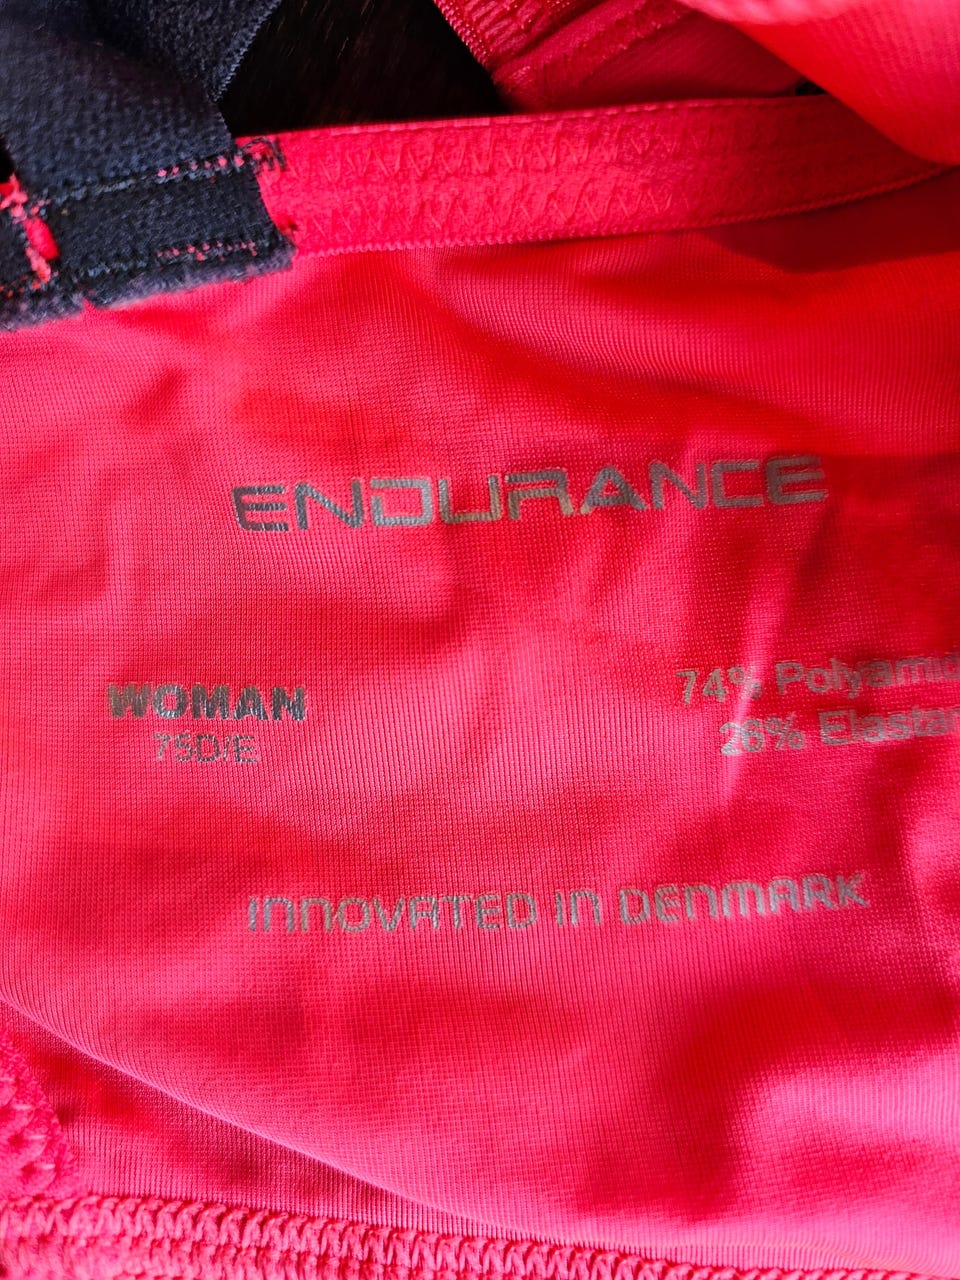 ENDURANCE
WOMAN
75D/E
74% Polyamid
26% Elastan
INNOVATED IN DENMARK